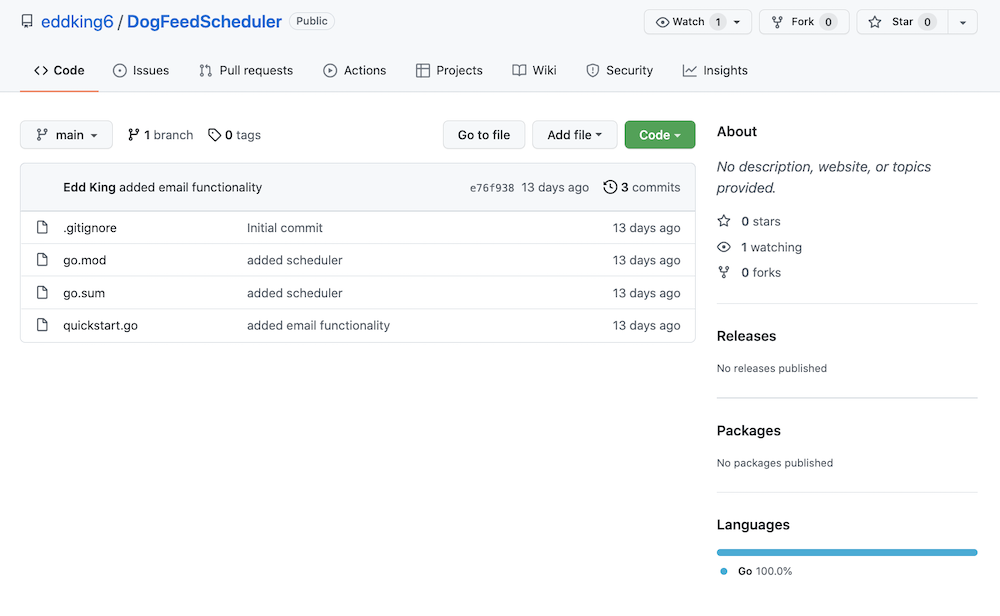 eddking6 / DogFeedScheduler Public Watch 1 Fork 0 Star 0
Code Issues Pull requests Actions Projects Wiki Security Insights
main 1 branch 0 tags Go to file Add file Code
Edd King added email functionality e76f938 13 days ago 3 commits
.gitignore Initial commit 13 days ago
go.mod added scheduler 13 days ago
go.sum added scheduler 13 days ago
quickstart.go added email functionality 13 days ago
About
No description, website, or topics
provided.
0 stars
1 watching
0 forks
Releases
No releases published
Packages
No packages published
Languages
Go 100.0%